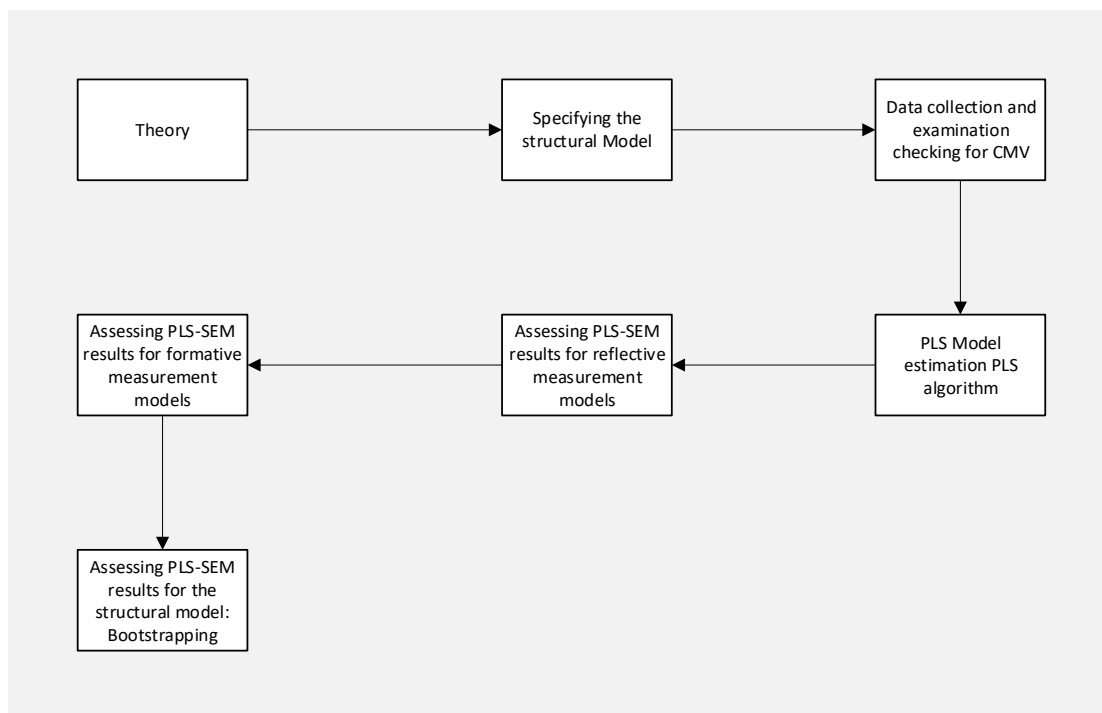 Theory
Specifying the
structural Model
Data collection and
examination
checking for CMV
PLS Model
estimation PLS
algorithm
Assessing PLS-SEM
results for reflective
measurement
models
Assessing PLS-SEM
results for formative
measurement
models
Assessing PLS-SEM
results for the
structural model:
Bootstrapping